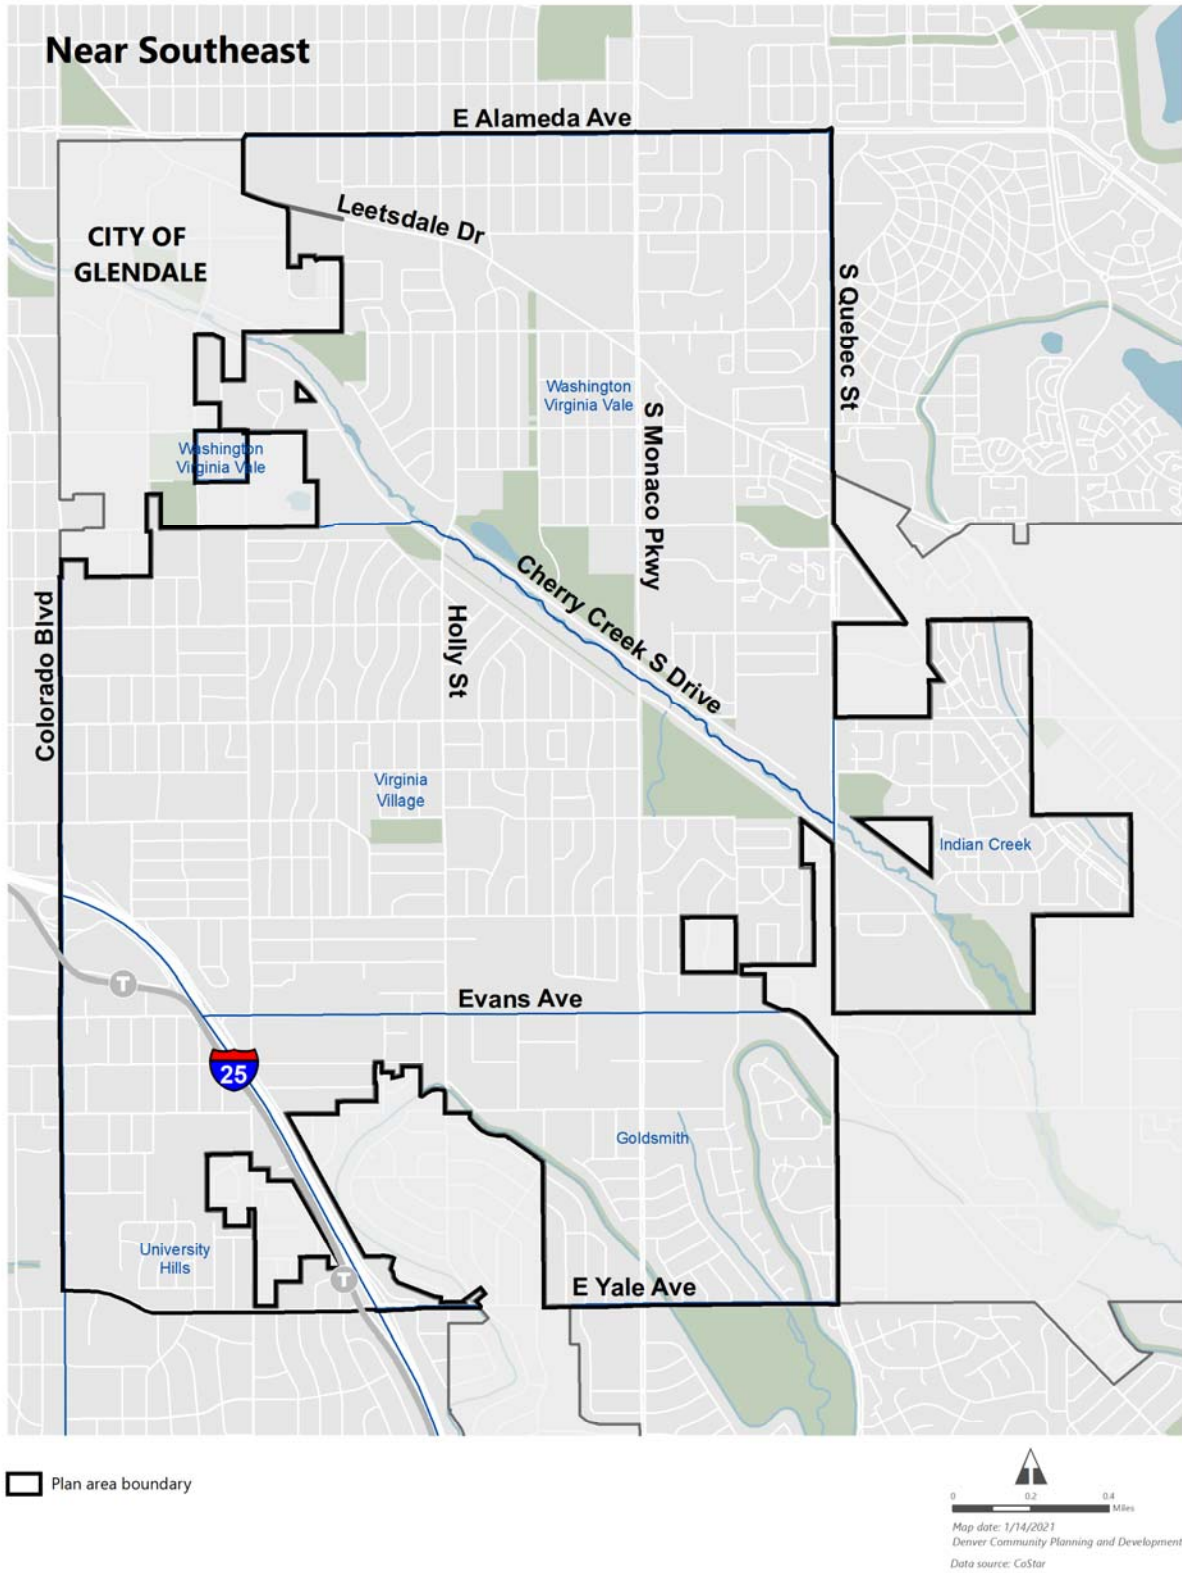 Near Southeast
E Alameda Ave
Leetsdale Dr
CITY OF
GLENDALE
S Quebec St
Washington
Virginia Vale
S Monaco Pkwy
Washington
Virginia Vale
Cherry Creek S Drive
Holly St
Colorado Blvd
Virginia
Village
Indian Creek
T
Evans Ave
25
Goldsmith
University
Hills
T
E Yale Ave
Plan area boundary
0 0.2 0.4
Miles
Map date: 1/14/2021
Denver Community Planning and Development
Data source: CoStar